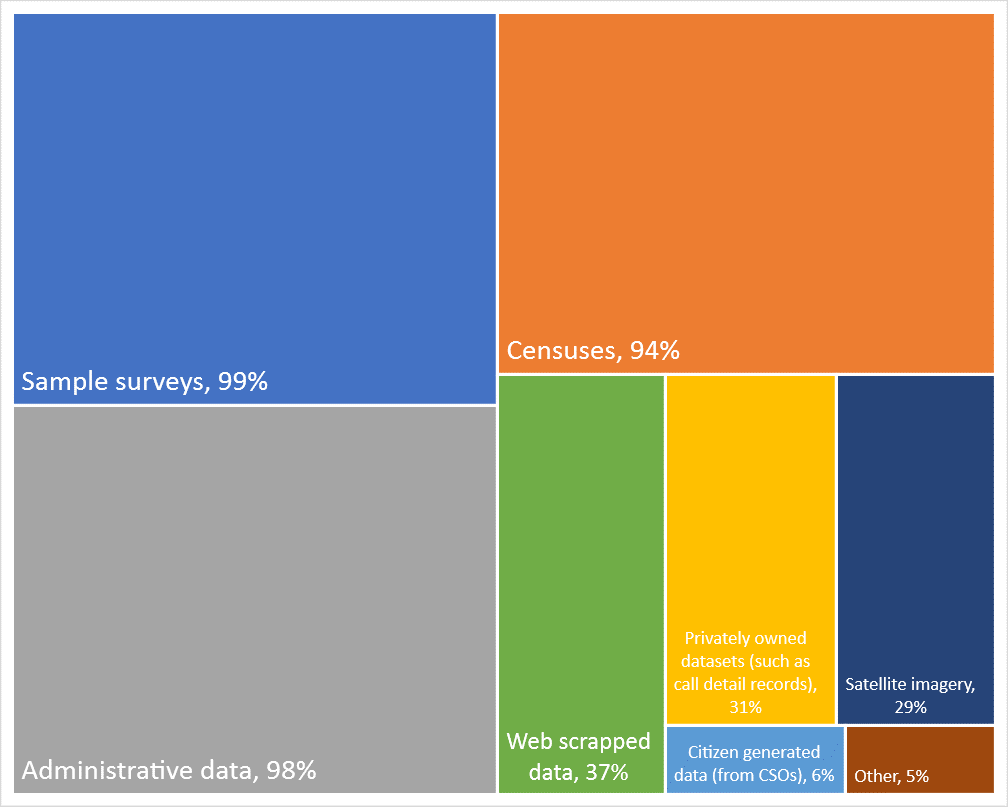 Sample surveys, 99%
Censuses, 94%
Administrative data, 98%
Web scrapped
data, 37%
Privately owned
datasets (such as
call detail records),
31%
Satellite imagery,
29%
Citizen generated
data (from CSOs), 6%
Other, 5%